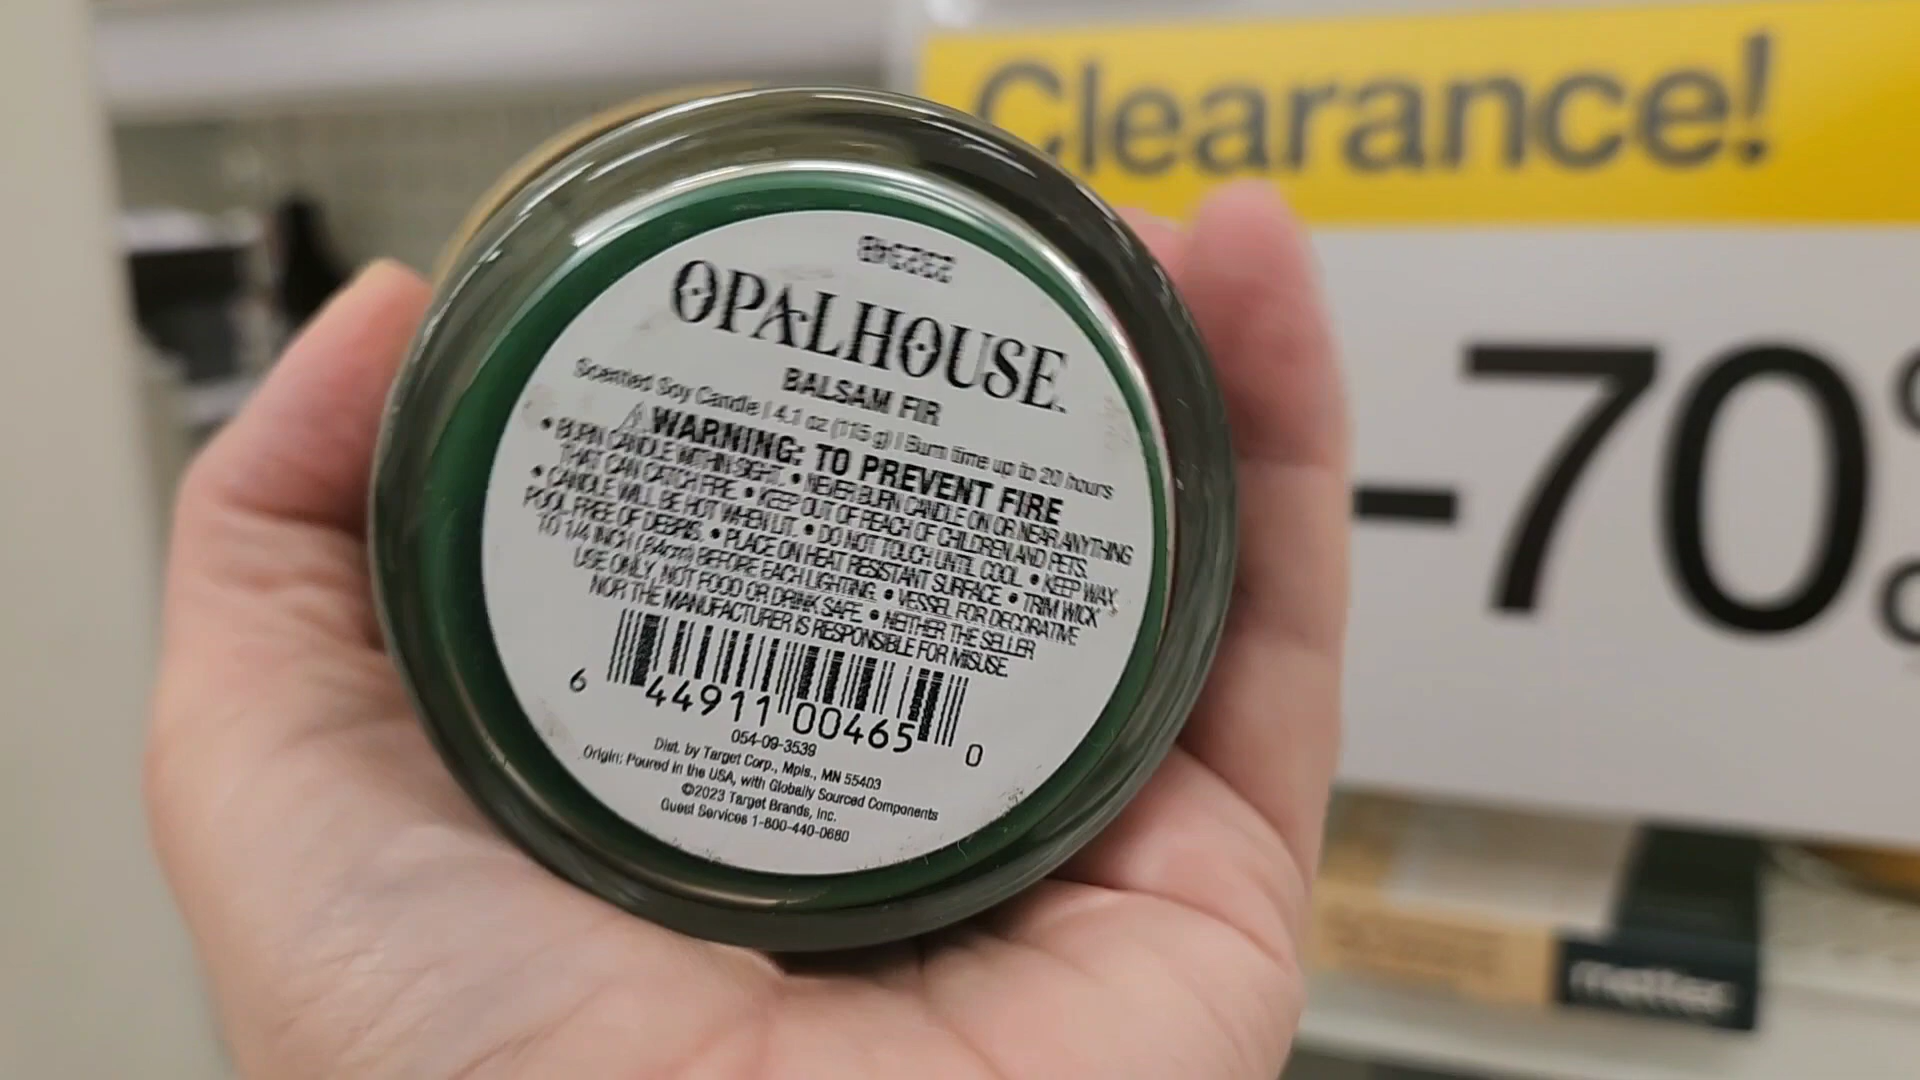 Clearance!
-70%
OPALHOUSE
BALSAM FIR
Scented Soy Candle | 4.1 oz (115 g) | Burn time up to 20 hours
⚠ WARNING: TO PREVENT FIRE
• BURN CANDLE WITHIN SIGHT. • NEVER BURN CANDLE ON OR NEAR ANYTHING
THAT CAN CATCH FIRE. • KEEP OUT OF REACH OF CHILDREN AND PETS.
• CANDLE WILL BE HOT WHEN LIT. • DO NOT TOUCH UNTIL COOL. • KEEP WAX
POOL FREE OF DEBRIS. • PLACE ON HEAT RESISTANT SURFACE. • TRIM WICK
TO 1/4 INCH (.64cm) BEFORE EACH LIGHTING. • VESSEL FOR DECORATIVE
USE ONLY, NOT FOOD OR DRINK SAFE. • NEITHER THE SELLER
NOR THE MANUFACTURER IS RESPONSIBLE FOR MISUSE.
6 44911 00465 0
054-09-3539
Dist. by Target Corp., Mpls., MN 55403
Origin: Poured in the USA, with Globally Sourced Components
©2023 Target Brands, Inc.
Guest Services 1-800-440-0680